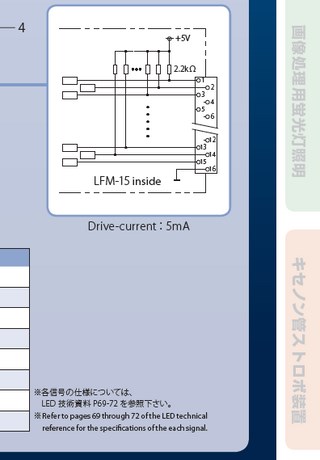 4
+5V
2.2kΩ
1
2
3
4
5
6
12
13
14
15
16
LFM-15 inside
Drive-current：5mA
※各信号の仕様については、
LED 技術資料 P69-72 を参照下さい。
※Refer to pages 69 through 72 of the LED technical
reference for the specifications of the each signal.
画像処理用蛍光灯照明
キセノン管ストロボ装置